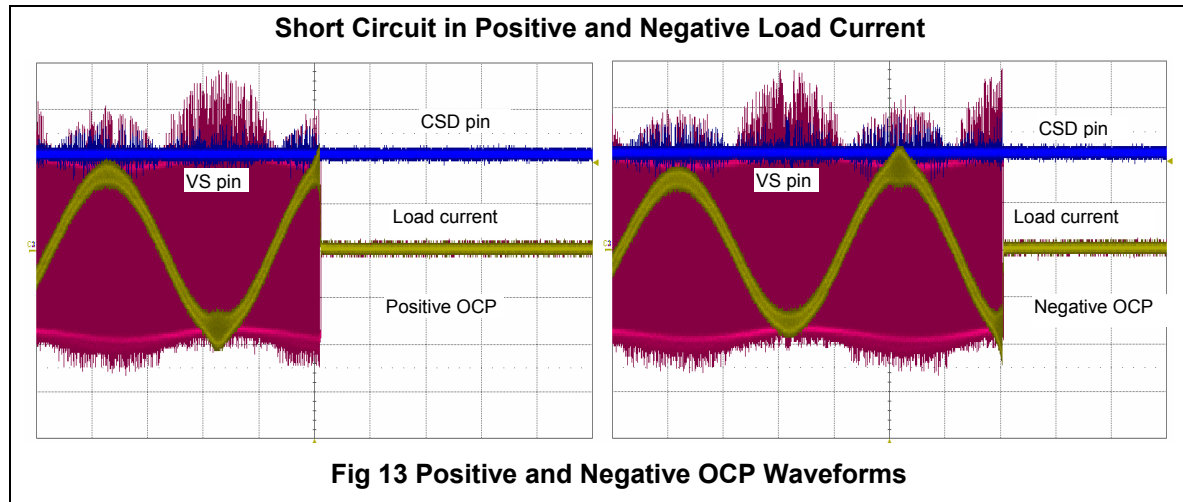 Short Circuit in Positive and Negative Load Current
CSD pin
VS pin
Load current
Positive OCP
CSD pin
VS pin
Load current
Negative OCP
Fig 13 Positive and Negative OCP Waveforms